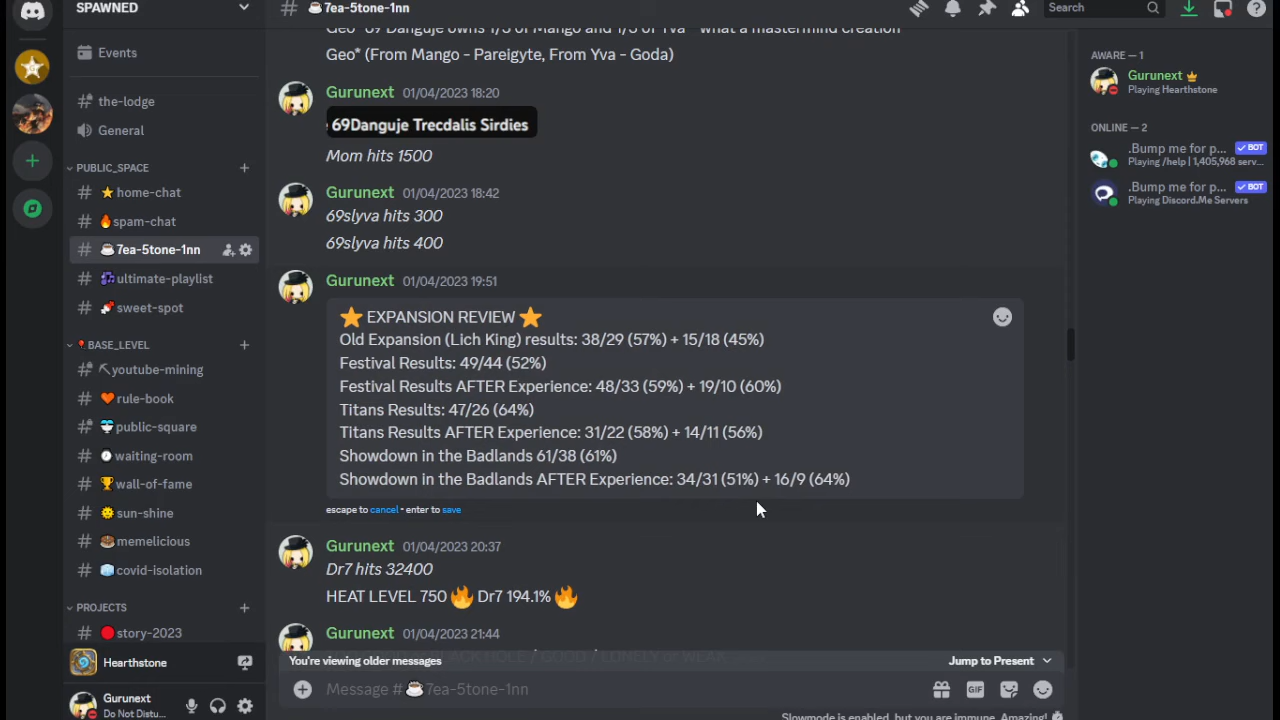 SPAWNED
Events
the-lodge
General
PUBLIC_SPACE
home-chat
spam-chat
7ea-5tone-1nn
ultimate-playlist
sweet-spot
BASE_LEVEL
youtube-mining
rule-book
public-square
waiting-room
wall-of-fame
sun-shine
memelicious
covid-isolation
PROJECTS
story-2023
Hearthstone
Gurunext
Do Not Distu...
7ea-5tone-1nn
Search
Geo* (From Mango - Pareigyte, From Yva - Goda)
Gurunext 01/04/2023 18:20
69Danguje Trecdalis Sirdies
Mom hits 1500
Gurunext 01/04/2023 18:42
69slyva hits 300
69slyva hits 400
Gurunext 01/04/2023 19:51
⭐ EXPANSION REVIEW ⭐
Old Expansion (Lich King) results: 38/29 (57%) + 15/18 (45%)
Festival Results: 49/44 (52%)
Festival Results AFTER Experience: 48/33 (59%) + 19/10 (60%)
Titans Results: 47/26 (64%)
Titans Results AFTER Experience: 31/22 (58%) + 14/11 (56%)
Showdown in the Badlands 61/38 (61%)
Showdown in the Badlands AFTER Experience: 34/31 (51%) + 16/9 (64%)
escape to cancel • enter to save
Gurunext 01/04/2023 20:37
Dr7 hits 32400
HEAT LEVEL 750 🔥 Dr7 194.1% 🔥
Gurunext 01/04/2023 21:44
You're viewing older messages
Jump to Present
Message # ☕7ea-5tone-1nn
GIF
Slowmode is enabled, but you are immune. Amazing!
AWARE — 1
Gurunext
Playing Hearthstone
ONLINE — 2
.Bump me for p... BOT
Playing /help | 1,405,968 serv...
.Bump me for p... BOT
Playing Discord.Me Servers